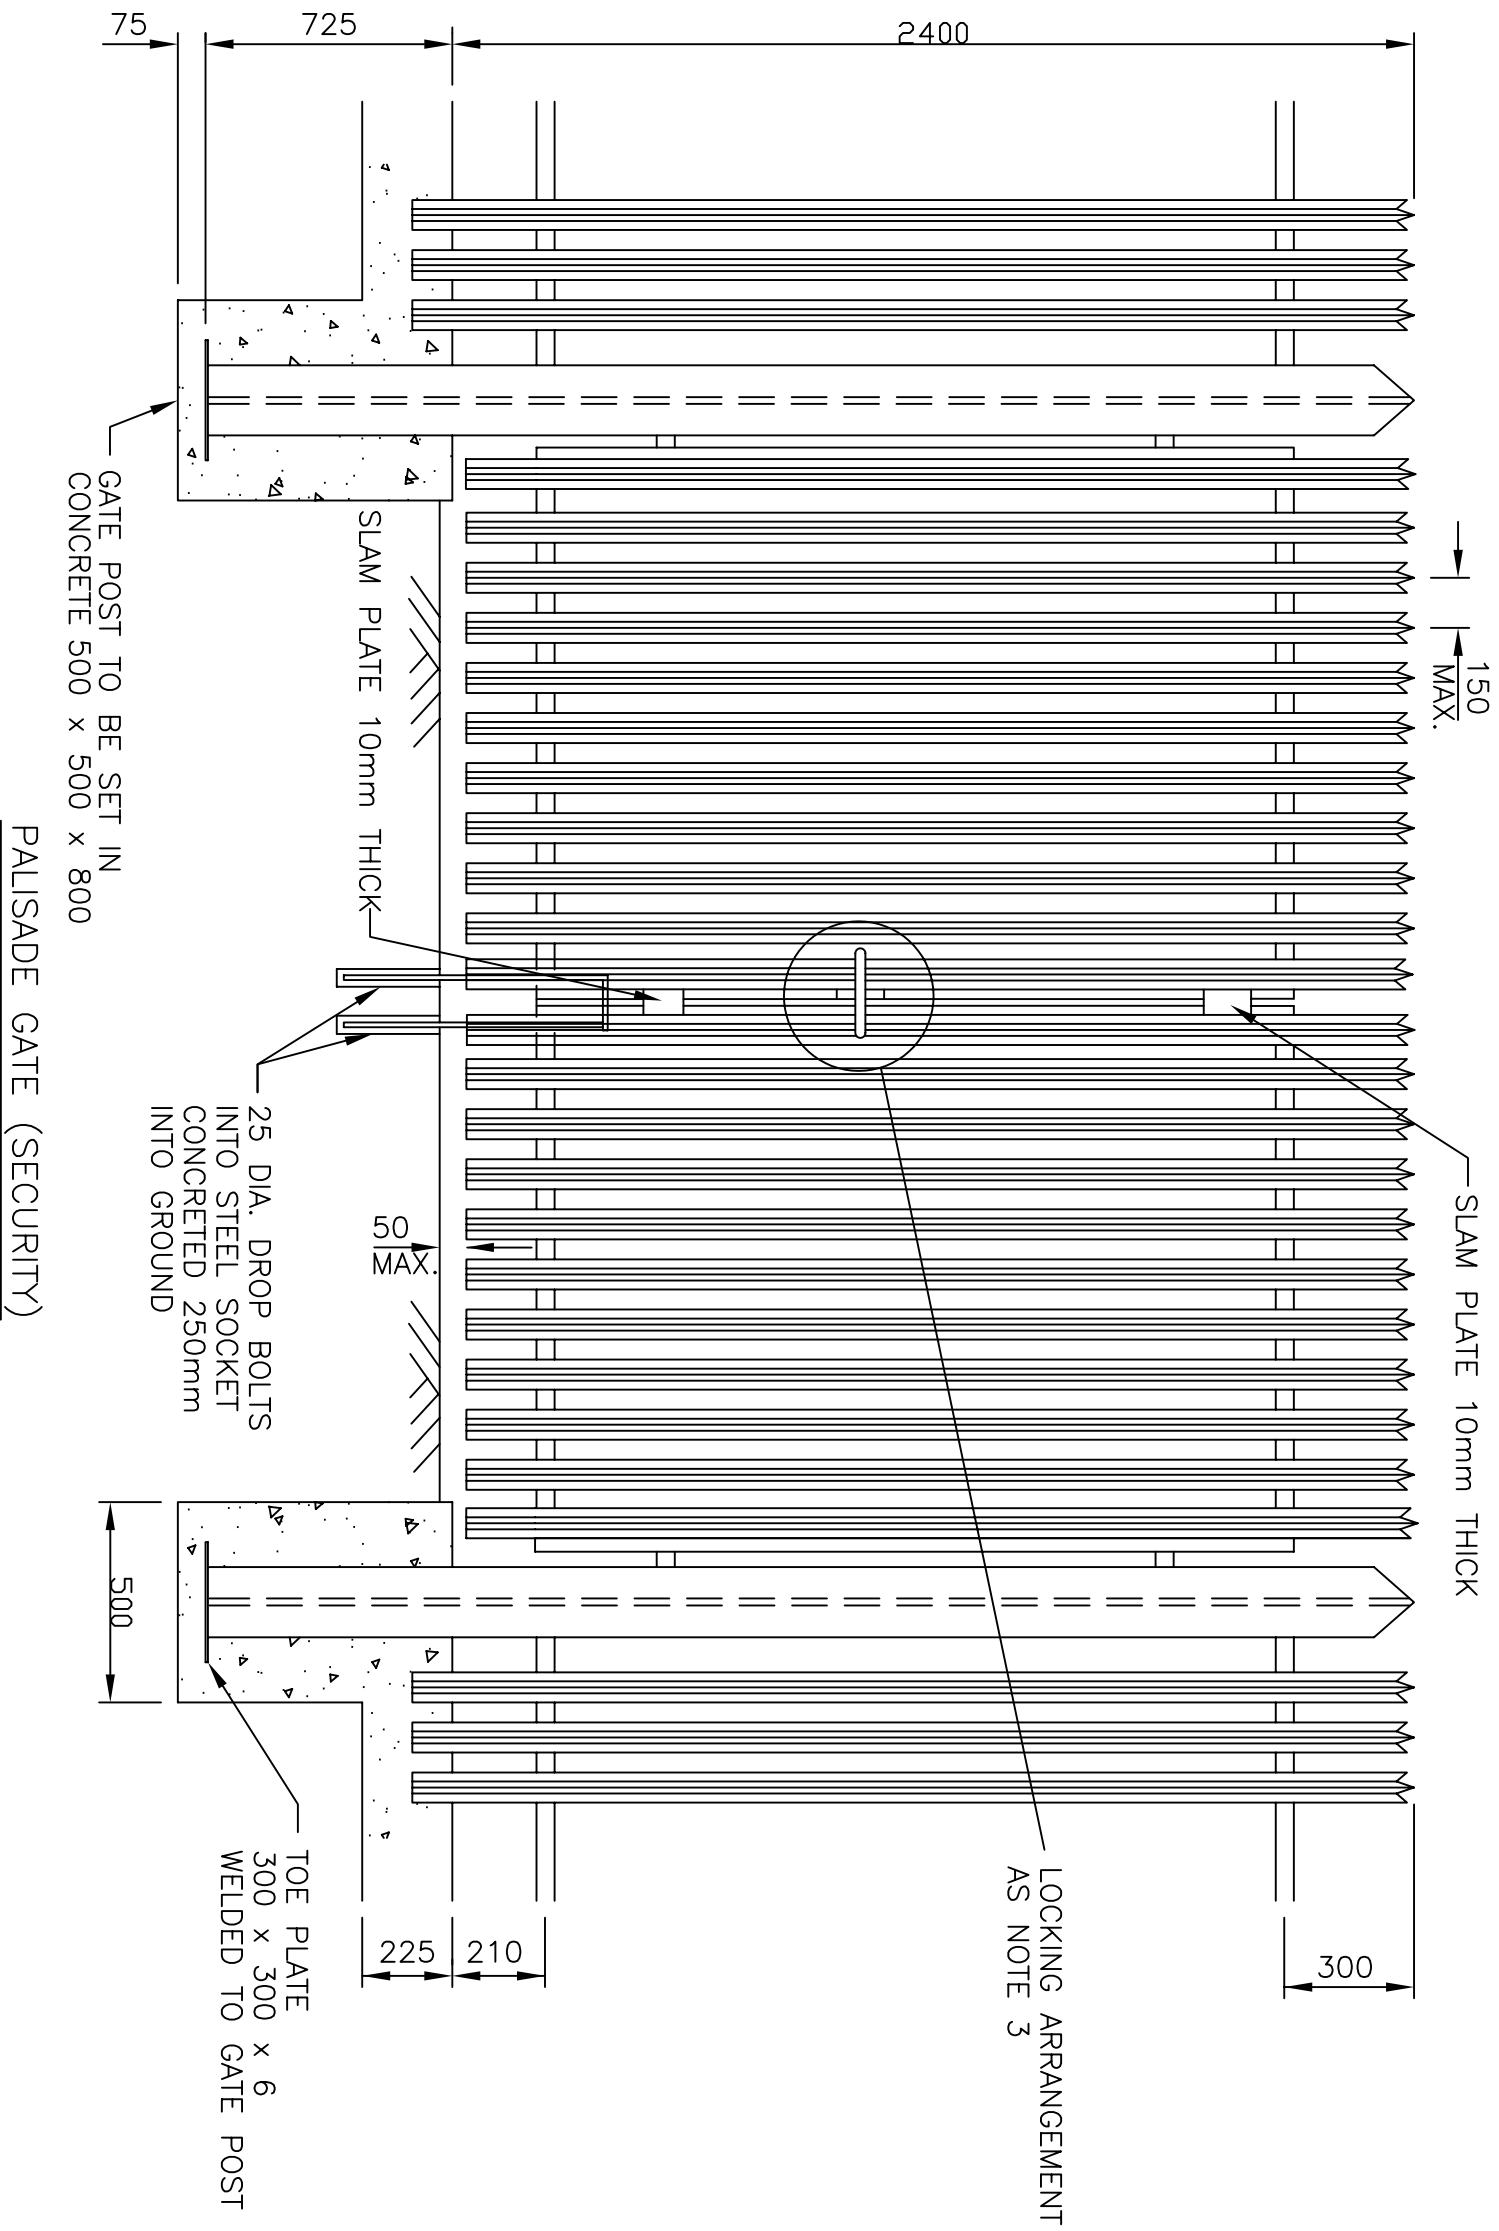 2400
725
75
150
MAX.
SLAM PLATE 10mm THICK
LOCKING ARRANGEMENT
AS NOTE 3
300
210
225
50
MAX.
SLAM PLATE 10mm THICK
25 DIA. DROP BOLTS
INTO STEEL SOCKET
CONCRETED 250mm
INTO GROUND
TOE PLATE
300 x 300 x 6
WELDED TO GATE POST
GATE POST TO BE SET IN
CONCRETE 500 x 500 x 800
500
PALISADE GATE (SECURITY)